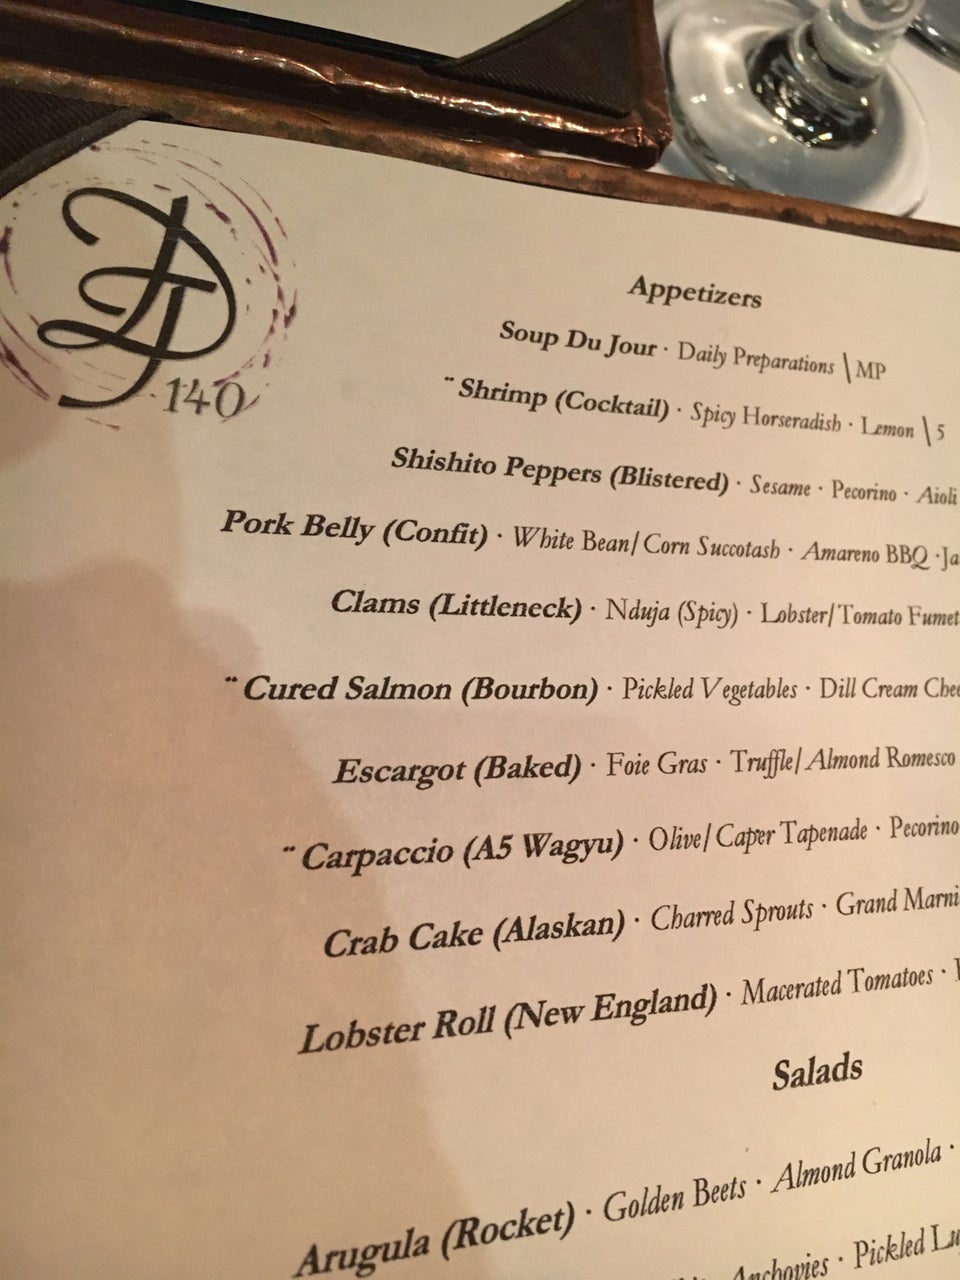 140
Appetizers
Soup Du Jour · Daily Preparations \ MP
¨ Shrimp (Cocktail) · Spicy Horseradish · Lemon \ 5
Shishito Peppers (Blistered) · Sesame · Pecorino · Aioli
Pork Belly (Confit) · White Bean/ Corn Succotash · Amareno BBQ ·Ja
Clams (Littleneck) · Nduja (Spicy) · Lobster/ Tomato Fumet
¨ Cured Salmon (Bourbon) · Pickled Vegetables · Dill Cream Chee
Escargot (Baked) · Foie Gras · Truffle/ Almond Romesco
¨ Carpaccio (A5 Wagyu) · Olive/ Caper Tapenade · Pecorino
Crab Cake (Alaskan) · Charred Sprouts · Grand Marni
Lobster Roll (New England) · Macerated Tomatoes ·
Salads
Arugula (Rocket) · Golden Beets · Almond Granola ·
Anchovies · Pickled